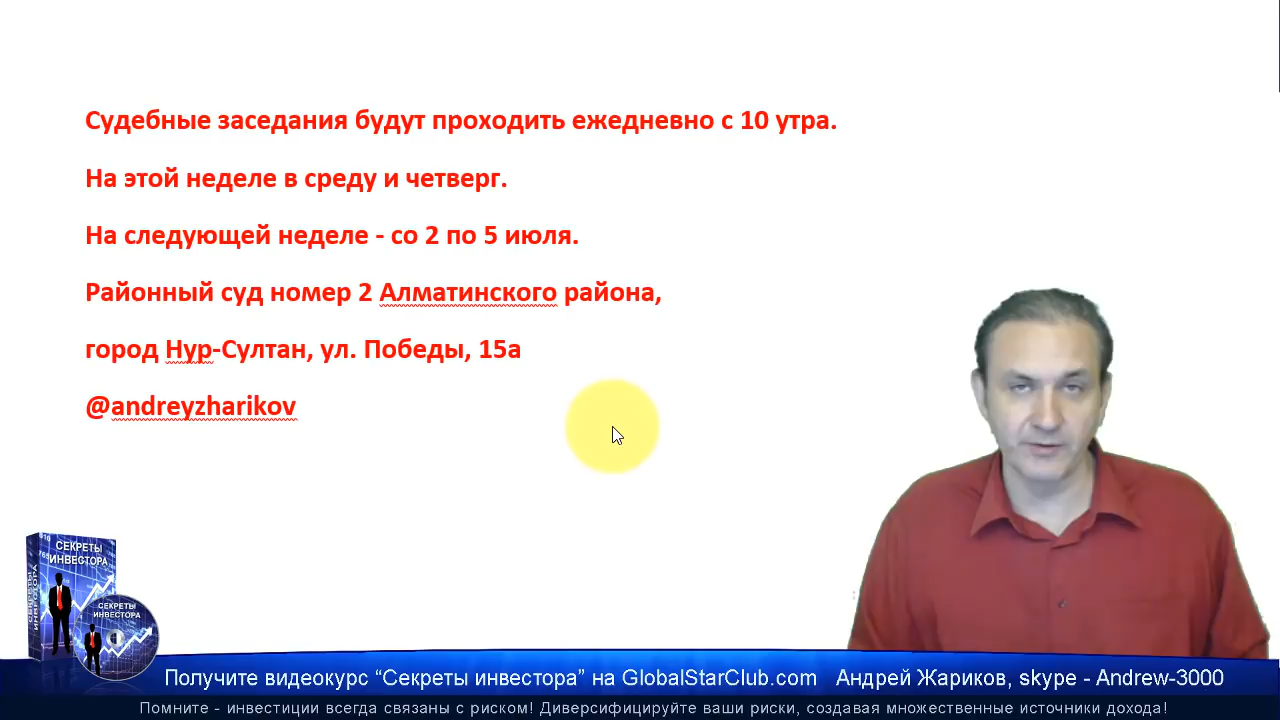 Судебные заседания будут проходить ежедневно с 10 утра.
На этой неделе в среду и четверг.
На следующей неделе - со 2 по 5 июля.
Районный суд номер 2 Алматинского района,
город Нур-Султан, ул. Победы, 15а
@andreyzharikov
СЕКРЕТЫ
ИНВЕСТОРА
СЕКРЕТЫ
ИНВЕСТОРА
Получите видеокурс “Секреты инвестора” на GlobalStarClub.com Андрей Жариков, skype - Andrew-3000
Помните - инвестиции всегда связаны с риском! Диверсифицируйте ваши риски, создавая множественные источники дохода!